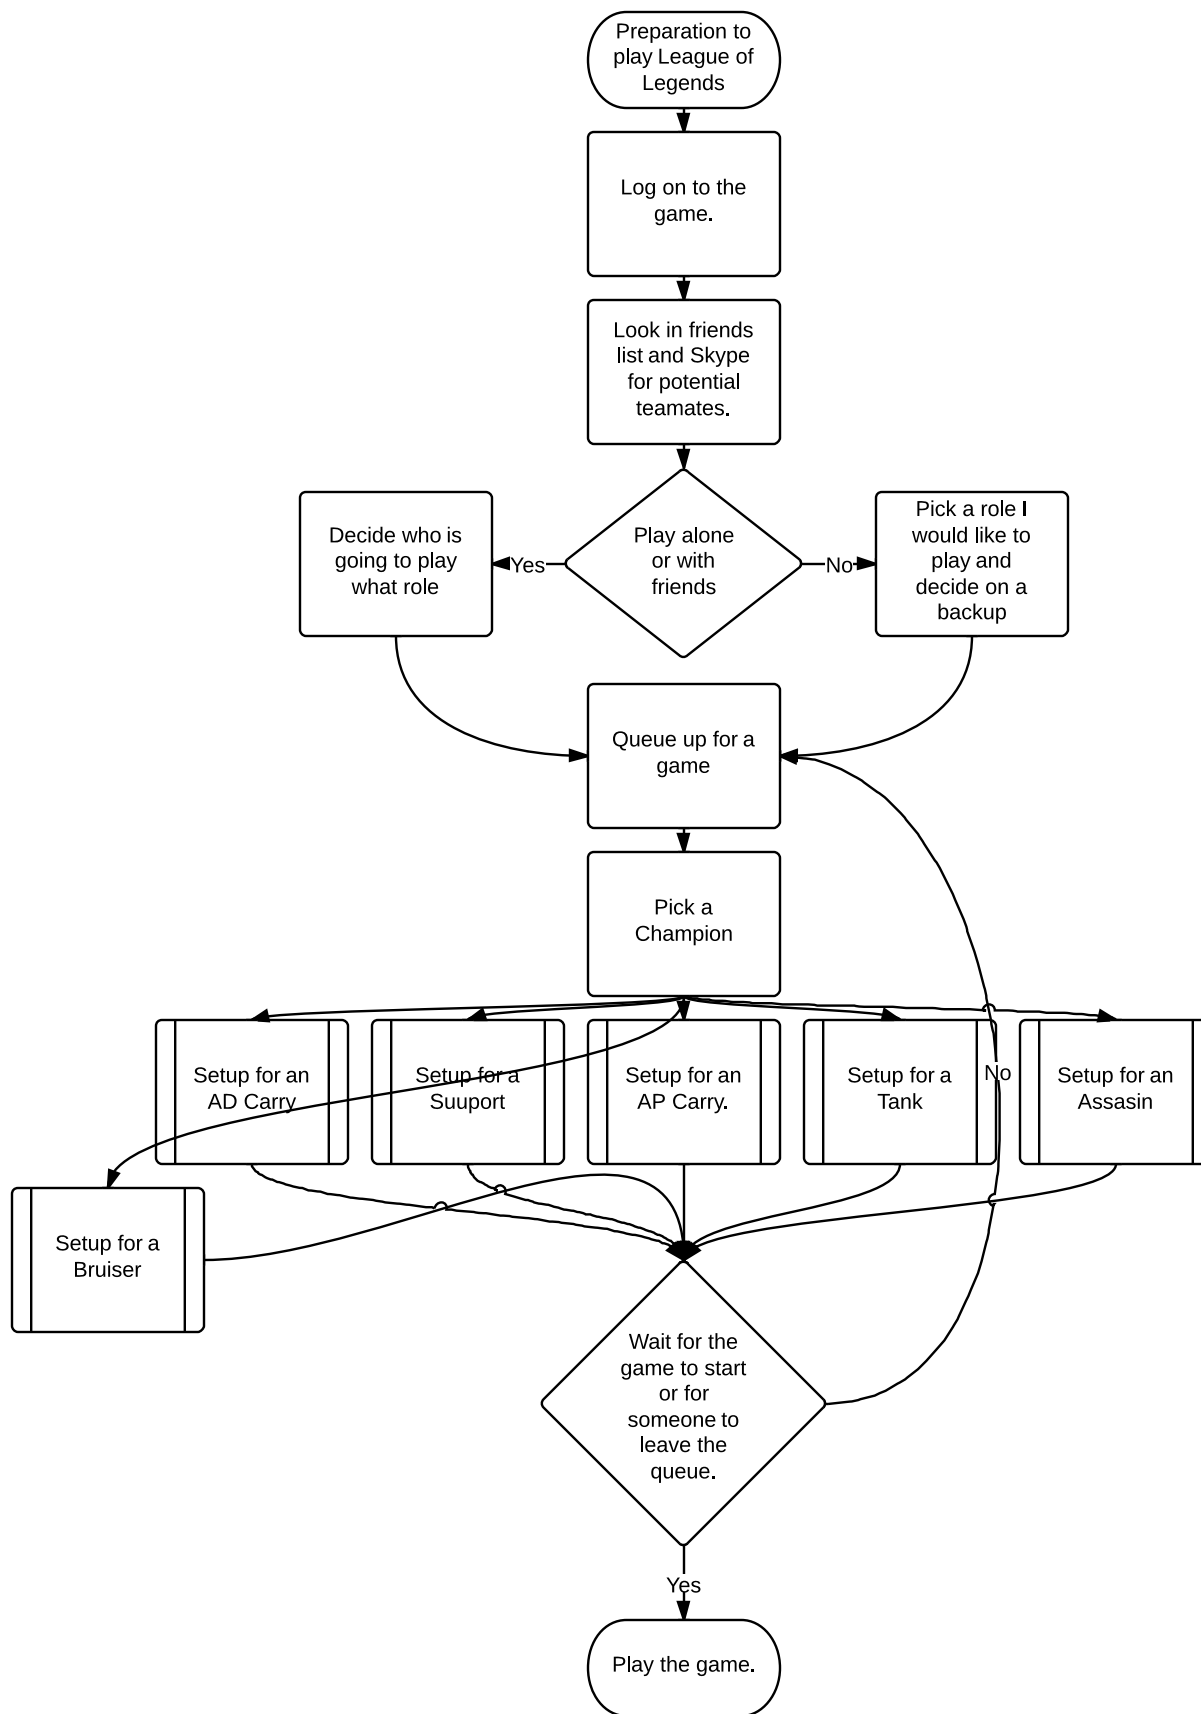 Preparation to
play League of
Legends
Log on to the
game.
Look in friends
list and Skype
for potential
teamates.
Decide who is
going to play
what role
Yes
Play alone
or with
friends
No
Pick a role I
would like to
play and
decide on a
backup
Queue up for a
game
Pick a
Champion
Setup for an
AD Carry
Setup for a
Suuport
Setup for an
AP Carry.
Setup for a
Tank
No
Setup for an
Assasin
Setup for a
Bruiser
Wait for the
game to start
or for
someone to
leave the
queue.
Yes
Play the game.